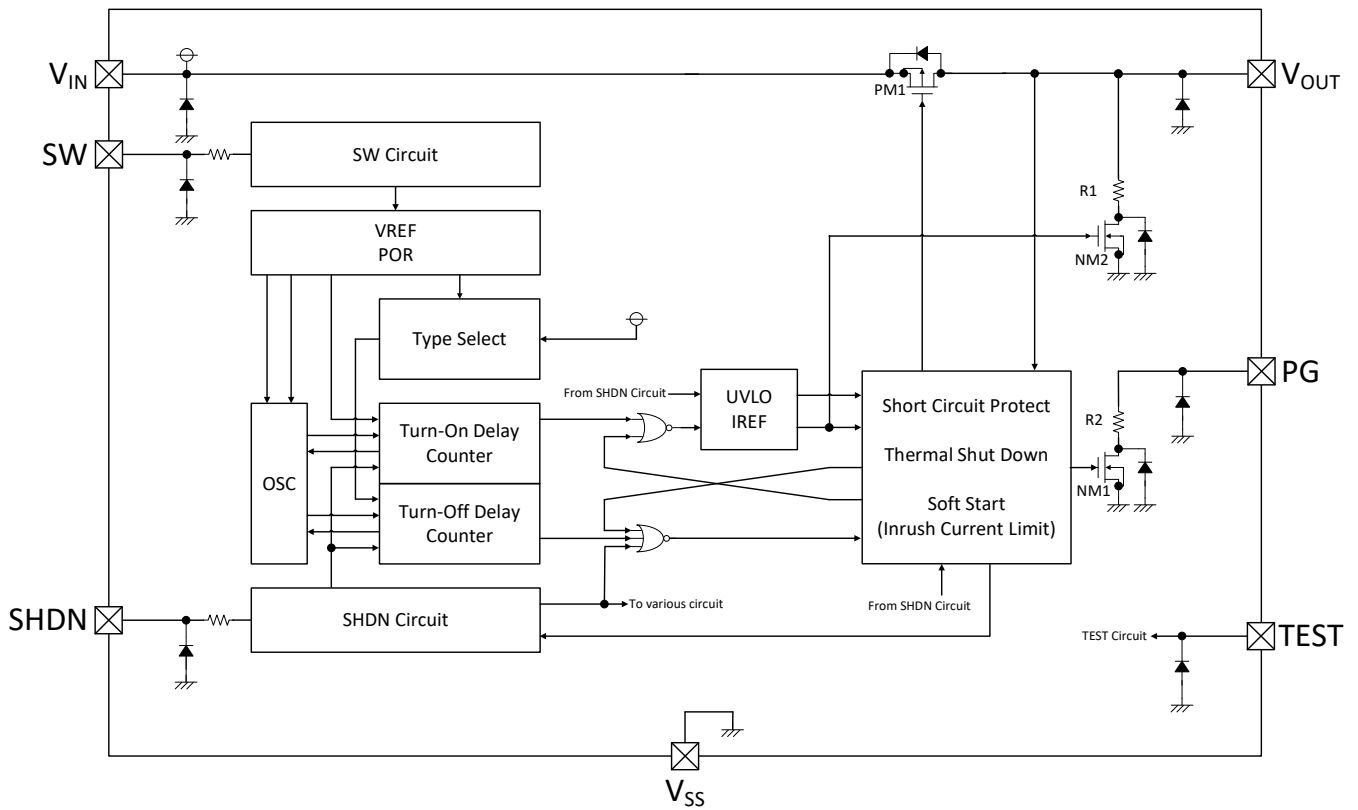 VIN
PM1
VOUT
SW
SW Circuit
R1
VREF
POR
NM2
Type Select
PG
From SHDN Circuit
UVLO
IREF
Short Circuit Protect
Turn-On Delay
Counter
R2
Thermal Shut Down
OSC
NM1
Turn-Off Delay
Counter
Soft Start
(Inrush Current Limit)
SHDN
SHDN Circuit
To various circuit
From SHDN Circuit
TEST Circuit
TEST
VSS